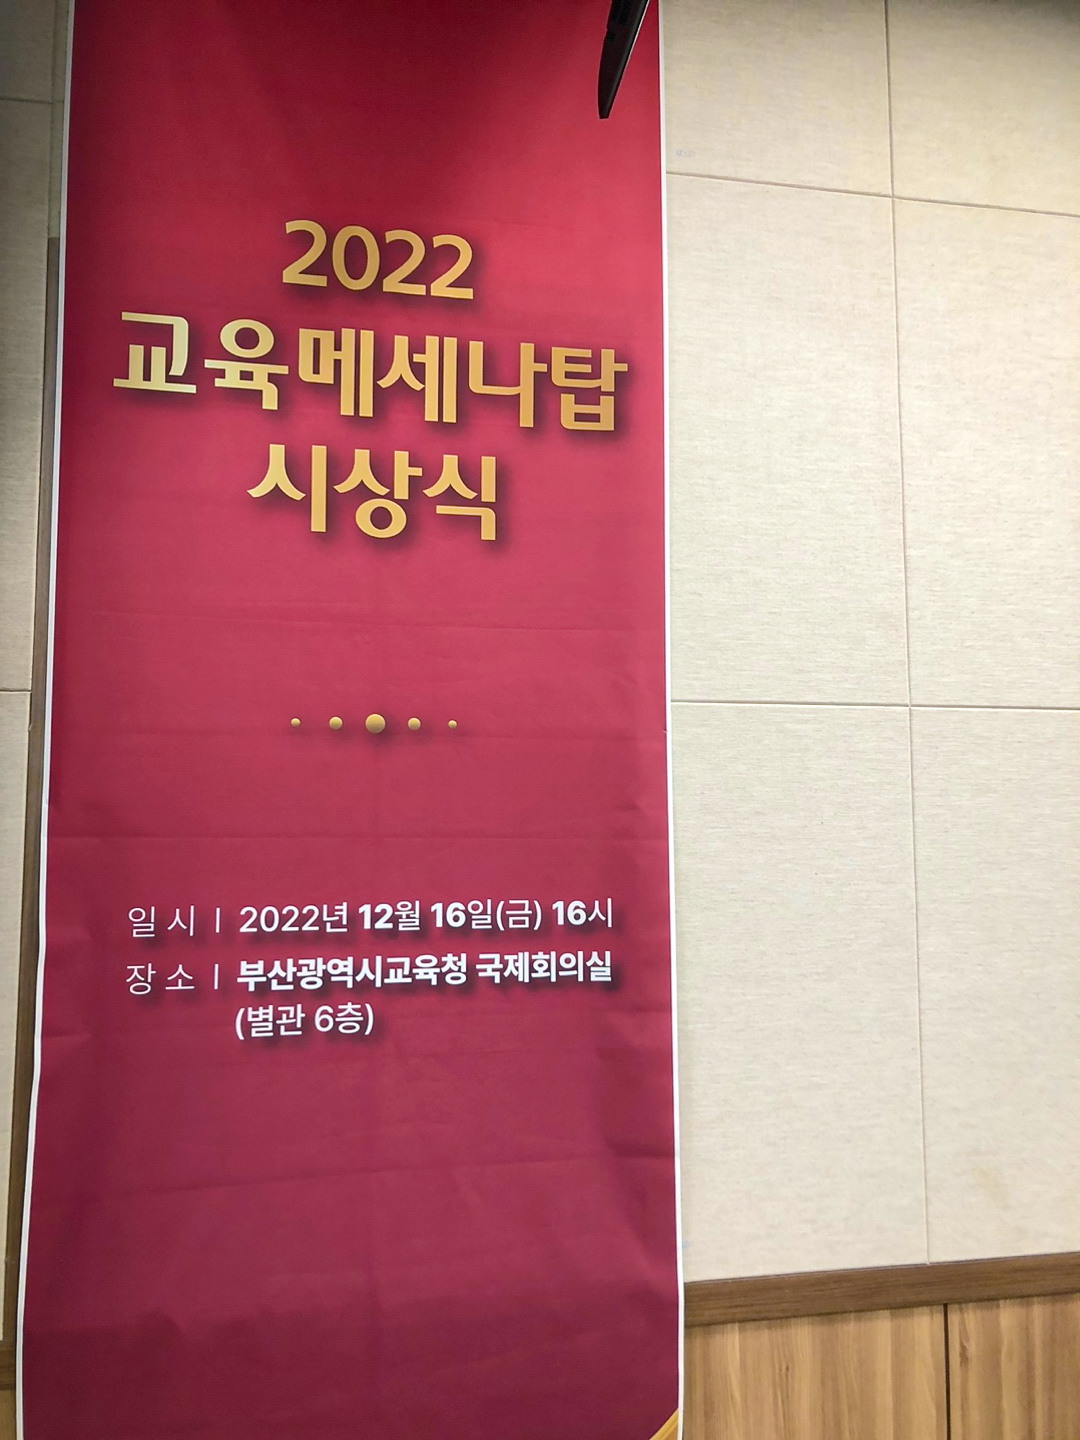 2022
교육메세나탑
시상식
일 시 | 2022년 12월 16일(금) 16시
장 소 | 부산광역시교육청 국제회의실
(별관 6층)